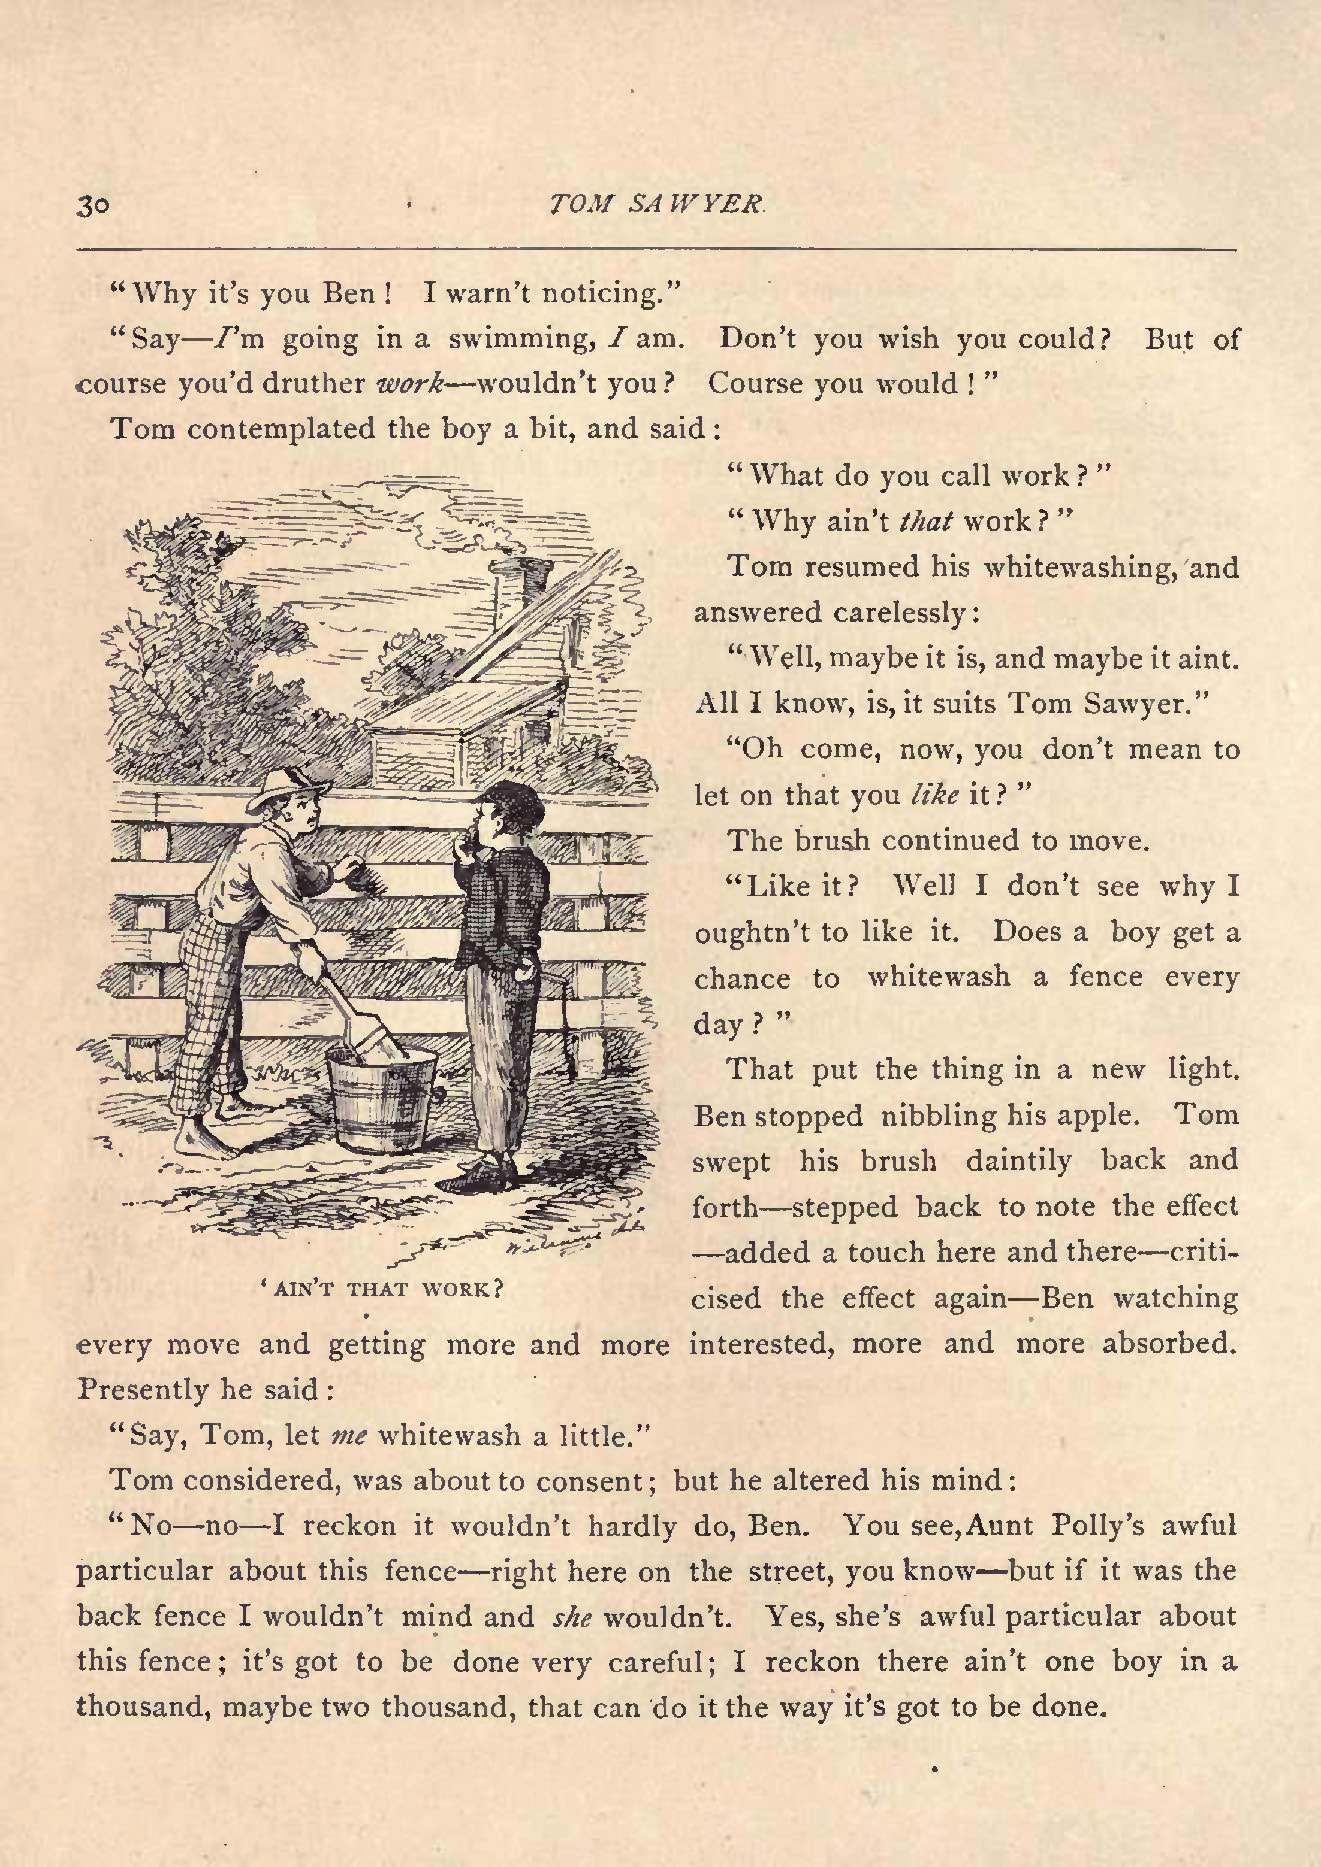 30
TOM SAWYER.
“Why it’s you Ben! I warn’t noticing.”
“Say—I’m going in a swimming, I am. Don’t you wish you could? But of
course you’d druther work—wouldn’t you? Course you would!”
Tom contemplated the boy a bit, and said:
“What do you call work?”
“Why ain’t that work?”
Tom resumed his whitewashing, and
answered carelessly:
“Well, maybe it is, and maybe it aint.
All I know, is, it suits Tom Sawyer.”
“Oh come, now, you don’t mean to
let on that you like it?”
The brush continued to move.
“Like it? Well I don’t see why I
oughtn’t to like it. Does a boy get a
chance to whitewash a fence every
day?”
That put the thing in a new light.
Ben stopped nibbling his apple. Tom
swept his brush daintily back and
forth—stepped back to note the effect
—added a touch here and there—criti-
cised the effect again—Ben watching
‘AIN’T THAT WORK?
every move and getting more and more interested, more and more absorbed.
Presently he said:
“Say, Tom, let me whitewash a little.”
Tom considered, was about to consent; but he altered his mind:
“No—no—I reckon it wouldn’t hardly do, Ben. You see, Aunt Polly’s awful
particular about this fence—right here on the street, you know—but if it was the
back fence I wouldn’t mind and she wouldn’t. Yes, she’s awful particular about
this fence; it’s got to be done very careful; I reckon there ain’t one boy in a
thousand, maybe two thousand, that can do it the way it’s got to be done.